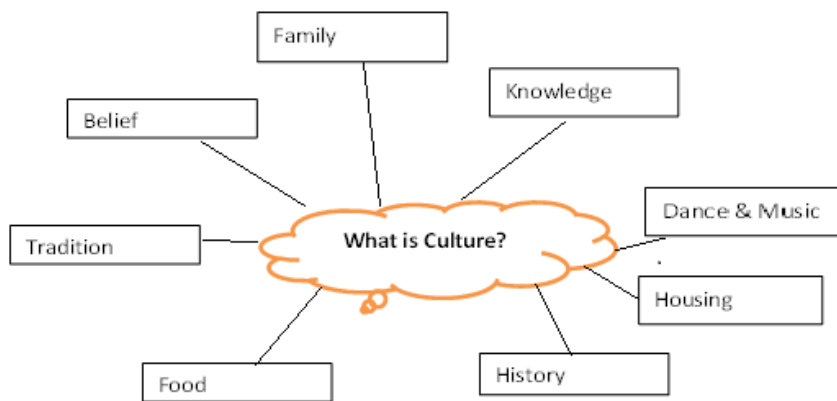 Family
Knowledge
Belief
Dance & Music
What is Culture?
Tradition
.
Housing
History
Food